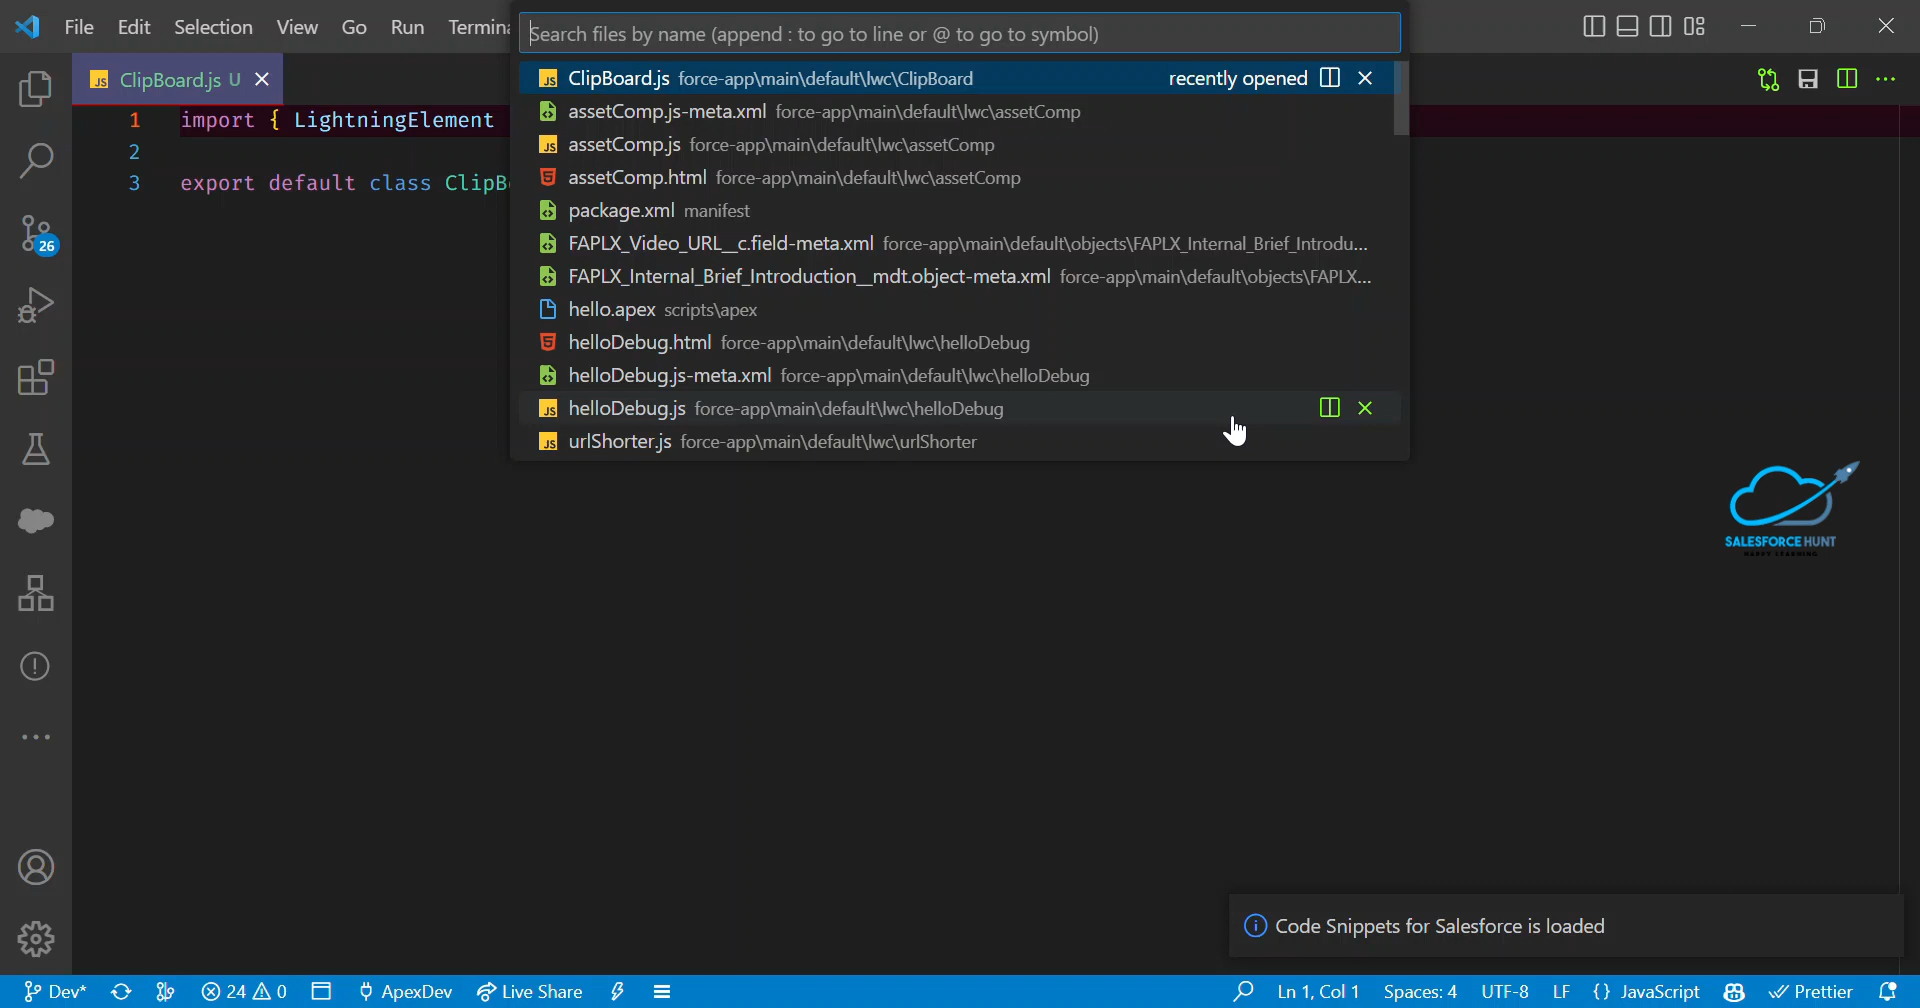 File Edit Selection View Go Run
Search files by name (append : to go to line or @ to go to symbol)
ClipBoard.js U
1 import { LightningElement
2
3 export default class ClipB
ClipBoard.js force-app\main\default\lwc\ClipBoard recently opened
assetComp.js-meta.xml force-app\main\default\lwc\assetComp
assetComp.js force-app\main\default\lwc\assetComp
assetComp.html force-app\main\default\lwc\assetComp
package.xml manifest
FAPLX_Video_URL__c.field-meta.xml force-app\main\default\objects\FAPLX_Internal_Brief_Introdu...
FAPLX_Internal_Brief_Introduction__mdt.object-meta.xml force-app\main\default\objects\FAPLX...
hello.apex scripts\apex
helloDebug.html force-app\main\default\lwc\helloDebug
helloDebug.js-meta.xml force-app\main\default\lwc\helloDebug
helloDebug.js force-app\main\default\lwc\helloDebug
urlShorter.js force-app\main\default\lwc\urlShorter
26
SALESFORCE HUNT
HAPPY LEARNING
Code Snippets for Salesforce is loaded
Dev* 24 0 ApexDev Live Share Ln 1, Col 1 Spaces: 4 UTF-8 LF {} JavaScript Prettier